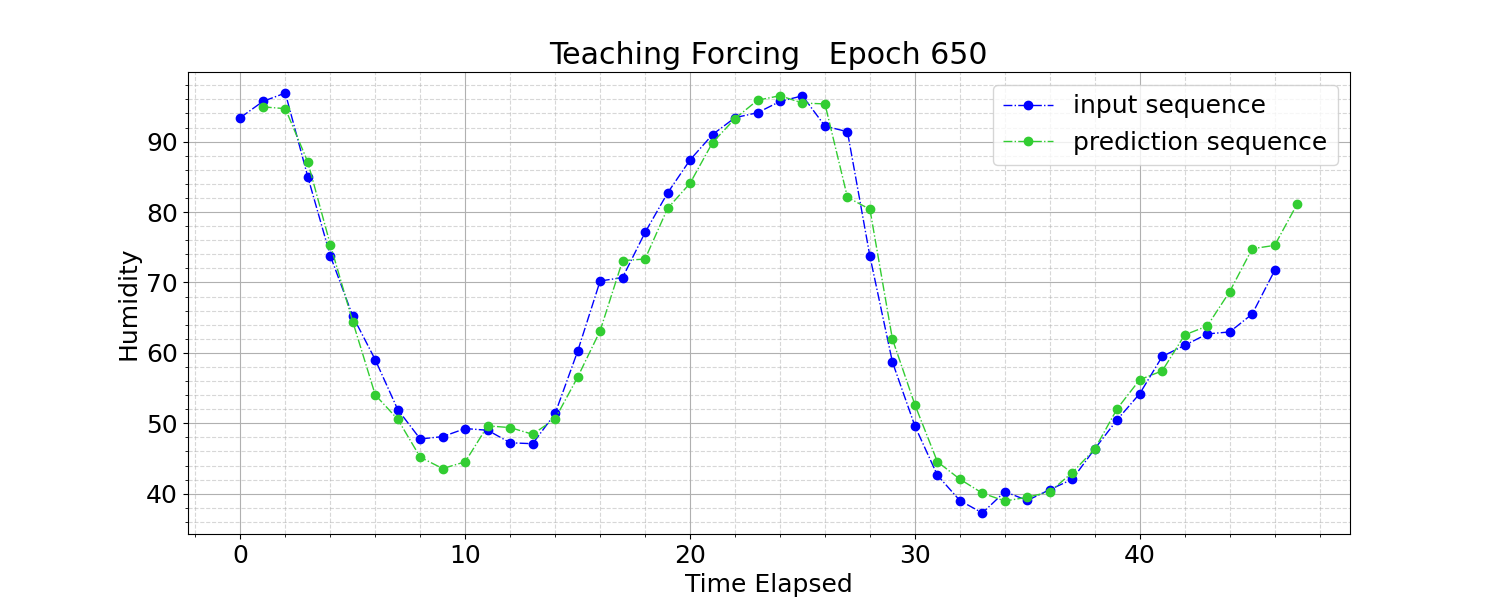 Teaching Forcing   Epoch 650
input sequence
prediction sequence
Humidity
90
80
70
60
50
40
0 10 20 30 40
Time Elapsed